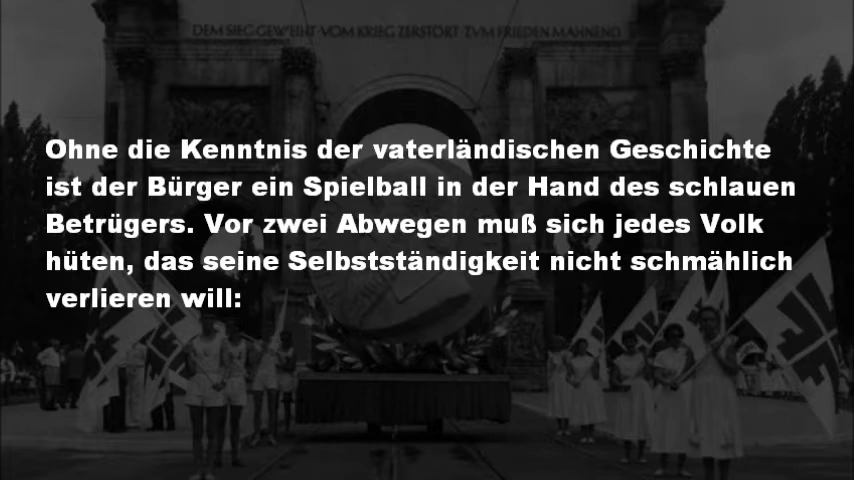 DEM SIEG GEWEIHT · VOM KRIEG ZERSTÖRT · ZVM FRIEDEN MAHNEND
Ohne die Kenntnis der vaterländischen Geschichte
ist der Bürger ein Spielball in der Hand des schlauen
Betrügers. Vor zwei Abwegen muß sich jedes Volk
hüten, das seine Selbstständigkeit nicht schmählich
verlieren will: